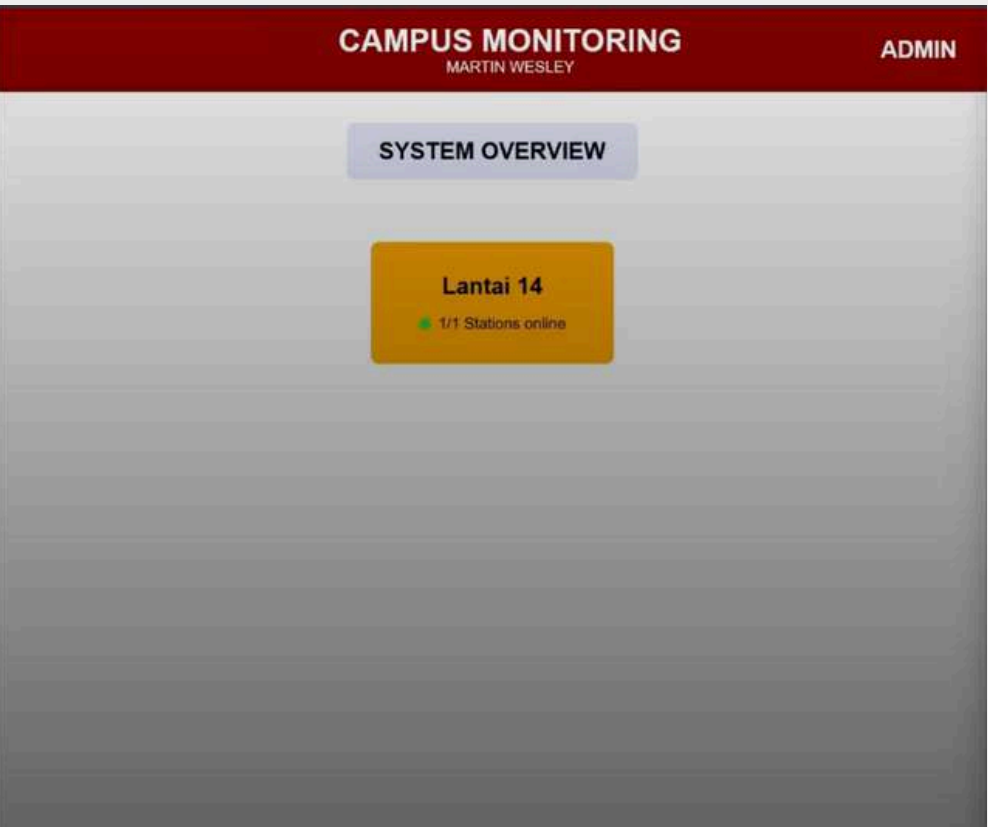 CAMPUS MONITORING
MARTIN WESLEY
ADMIN
SYSTEM OVERVIEW
Lantai 14
1/1 Stations online